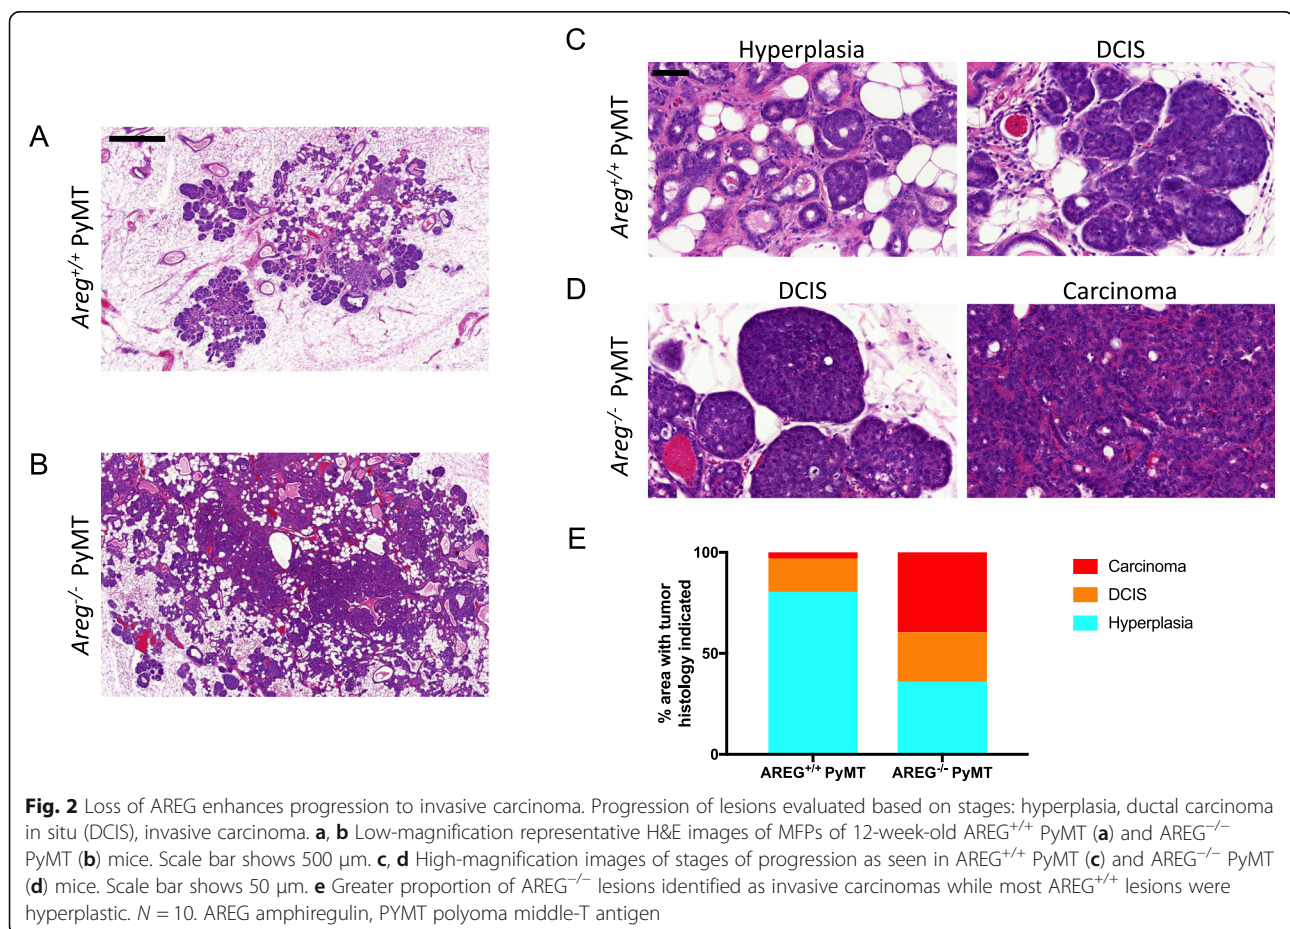 A
Areg+/+ PyMT
B
Areg-/- PyMT
C
Hyperplasia
DCIS
Areg+/+ PyMT
D
DCIS
Carcinoma
Areg-/- PyMT
E
% area with tumor
histology indicated
100
50
0
AREG+/+ PyMT
AREG-/- PyMT
Carcinoma
DCIS
Hyperplasia
Fig. 2 Loss of AREG enhances progression to invasive carcinoma. Progression of lesions evaluated based on stages: hyperplasia, ductal carcinoma
in situ (DCIS), invasive carcinoma. a, b Low-magnification representative H&E images of MFPs of 12-week-old AREG+/+ PyMT (a) and AREG−/−
PyMT (b) mice. Scale bar shows 500 μm. c, d High-magnification images of stages of progression as seen in AREG+/+ PyMT (c) and AREG−/− PyMT
(d) mice. Scale bar shows 50 μm. e Greater proportion of AREG−/− lesions identified as invasive carcinomas while most AREG+/+ lesions were
hyperplastic. N = 10. AREG amphiregulin, PYMT polyoma middle-T antigen